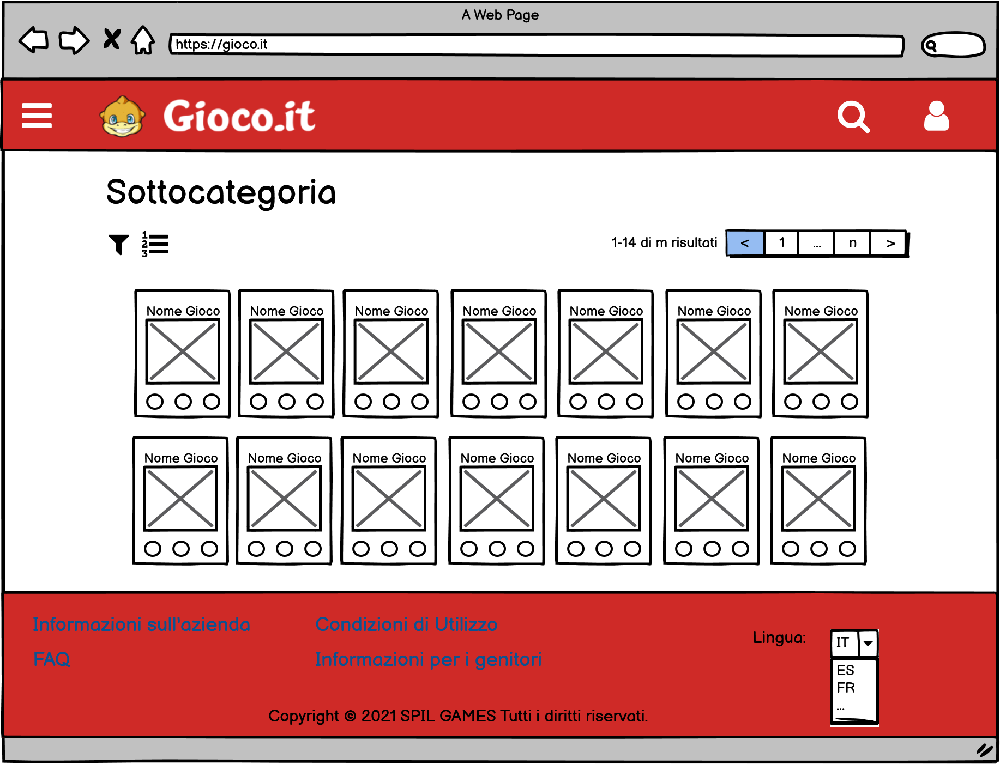 A Web Page
https://gioco.it
Gioco.it
Sottocategoria
1
2
3
1-14 di m risultati < 1 ... n >
Nome Gioco Nome Gioco Nome Gioco Nome Gioco Nome Gioco Nome Gioco Nome Gioco
Nome Gioco Nome Gioco Nome Gioco Nome Gioco Nome Gioco Nome Gioco Nome Gioco
Informazioni sull'azienda Condizioni di Utilizzo
Lingua: IT
FAQ Informazioni per i genitori
ES
FR
...
Copyright © 2021 SPIL GAMES Tutti i diritti riservati.